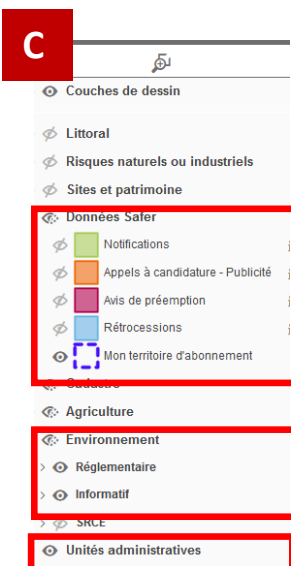 C
Couches de dessin
Littoral
Risques naturels ou industriels
Sites et patrimoine
Données Safer
Notifications
Appels à candidature - Publicité
Avis de préemption
Rétrocessions
Mon territoire d'abonnement
Cadastre
Agriculture
Environnement
Réglementaire
Informatif
SRCE
Unités administratives